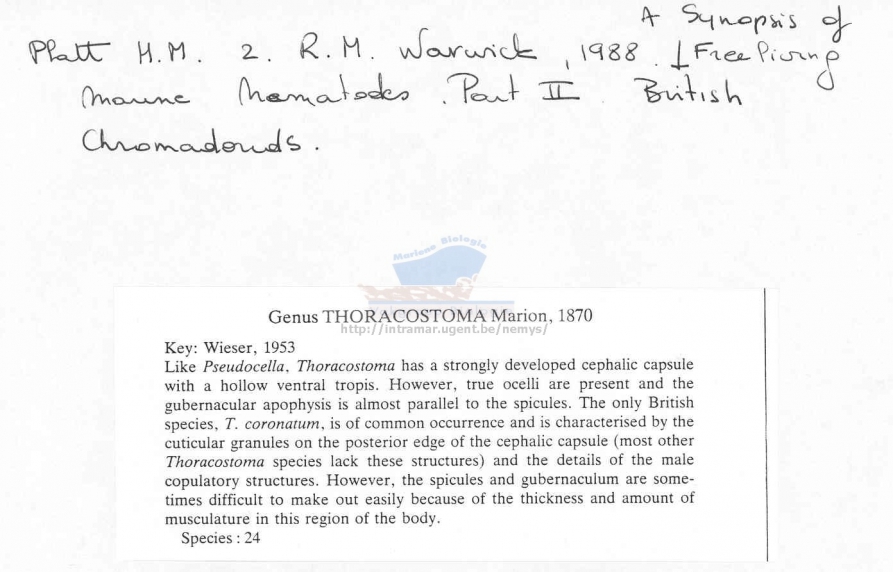 A Synopsis of
Platt H.M. & R.M. Warwick, 1988. Free living
marine Nematodes. Part II British
Chromadorids.
Mariene Biologie
Genus THORACOSTOMA Marion, 1870
http://intramar.ugent.be/nemys/
Key: Wieser, 1953
Like Pseudocella, Thoracostoma has a strongly developed cephalic capsule
with a hollow ventral tropis. However, true ocelli are present and the
gubernacular apophysis is almost parallel to the spicules. The only British
species, T. coronatum, is of common occurrence and is characterised by the
cuticular granules on the posterior edge of the cephalic capsule (most other
Thoracostoma species lack these structures) and the details of the male
copulatory structures. However, the spicules and gubernaculum are some-
times difficult to make out easily because of the thickness and amount of
musculature in this region of the body.
Species : 24